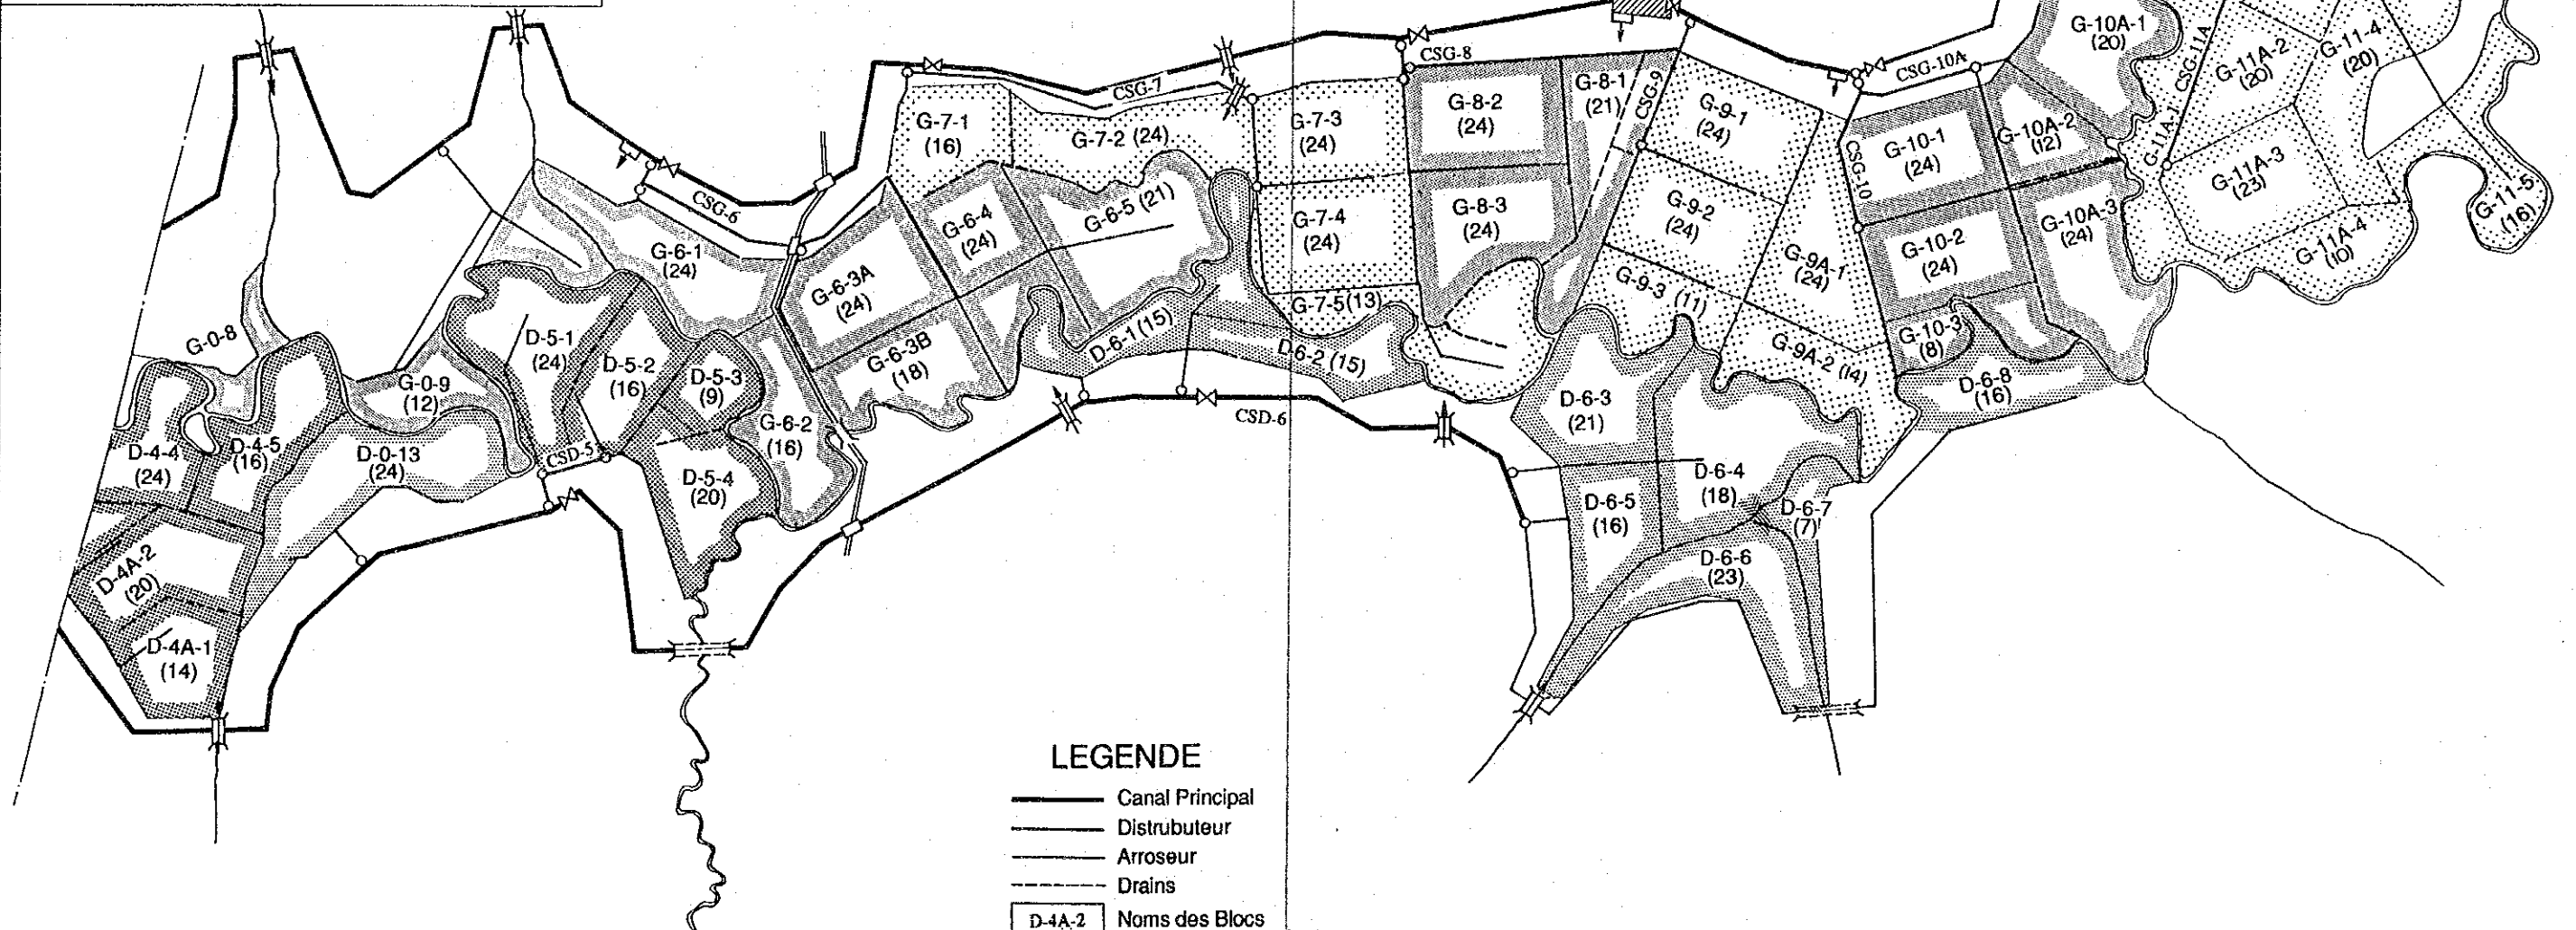 G-10A-1
(20)
CSG-11A
G-11A-2
(20)
G-11-4
(20)
CSG-8
CSG-7
CSG-10A
G-7-1
(16)
G-7-2 (24)
G-7-3
(24)
G-8-2
(24)
G-8-1
(21)
CSG-9
G-9-1
(24)
CSG-10
G-10-1
(24)
G-10A-2
(12)
G-11A-1
G-11A-3
(23)
G-11-5
(16)
CSG-6
G-6-1
(24)
G-6-3A
(24)
G-6-4
(24)
G-6-5 (21)
G-7-4
(24)
G-8-3
(24)
G-9-2
(24)
G-9A-1
(24)
G-10-2
(24)
G-10A-3
(24)
G-11A-4
(10)
G-0-8
G-0-9
(12)
D-5-1
(24)
D-5-2
(16)
D-5-3
(9)
G-6-2
(16)
G-6-3B
(18)
D-6-1 (15)
G-7-5 (13)
D-6-2 (15)
G-9-3 (11)
G-9A-2 (14)
G-10-3
(8)
D-6-8
(16)
D-4-4
(24)
D-4-5
(16)
D-0-13
(24)
CSD-5
D-5-4
(20)
CSD-6
D-6-3
(21)
D-6-4
(18)
D-6-5
(16)
D-6-7
(7)
D-6-6
(23)
D-4A-2
(20)
D-4A-1
(14)
LEGENDE
Canal Principal
Distrubuteur
Arroseur
Drains
D-4A-2 Noms des Blocs